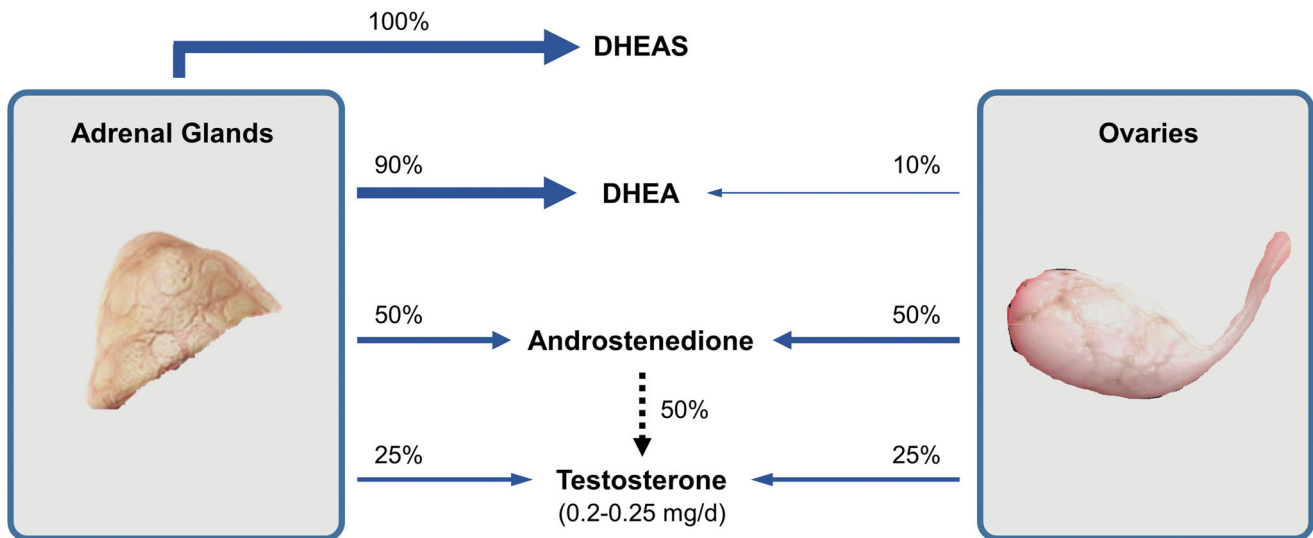 100%
DHEAS
Adrenal Glands
Ovaries
90%
10%
DHEA
50%
50%
Androstenedione
50%
25%
25%
Testosterone
(0.2-0.25 mg/d)